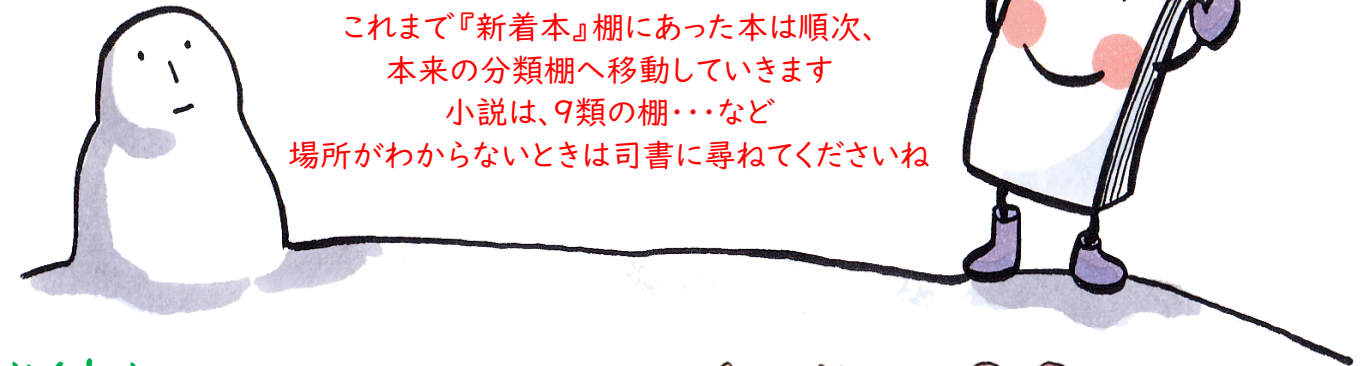 これまで『新着本』棚にあった本は順次、
本来の分類棚へ移動していきます
小説は、9類の棚・・・など
場所がわからないときは司書に尋ねてくださいね